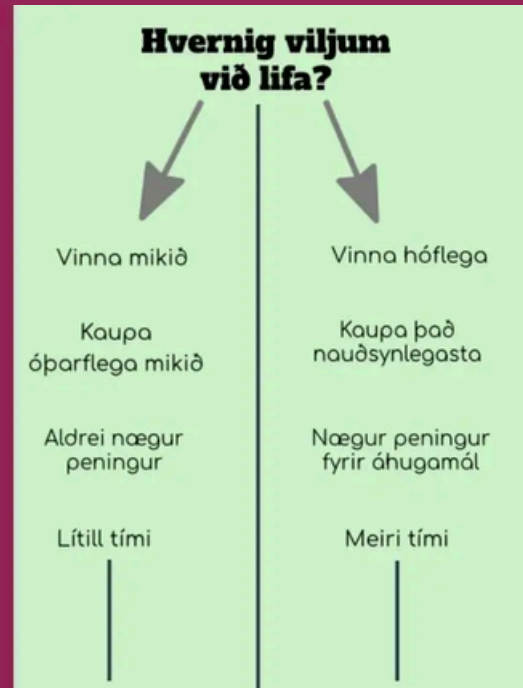 Hvernig viljum
við lifa?
Vinna mikið
Kaupa
óþarflega mikið
Aldrei nægur
peningur
Lítill tími
Vinna hóflega
Kaupa það
nauðsynlegasta
Nægur peningur
fyrir áhugamál
Meiri tími